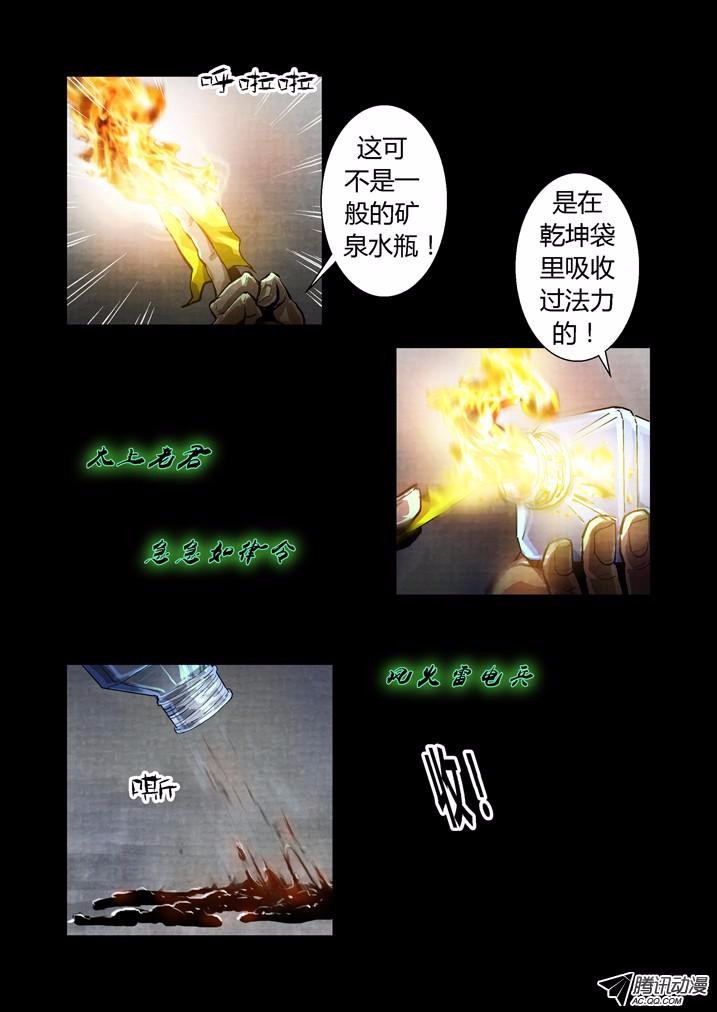 呼啦啦
这可
不是一
般的矿
泉水瓶！
是在
乾坤袋
里吸收
过法力
的！
太上老君
急急如律令
风火雷电兵
收！
嘶
腾讯动漫
AC.QQ.COM